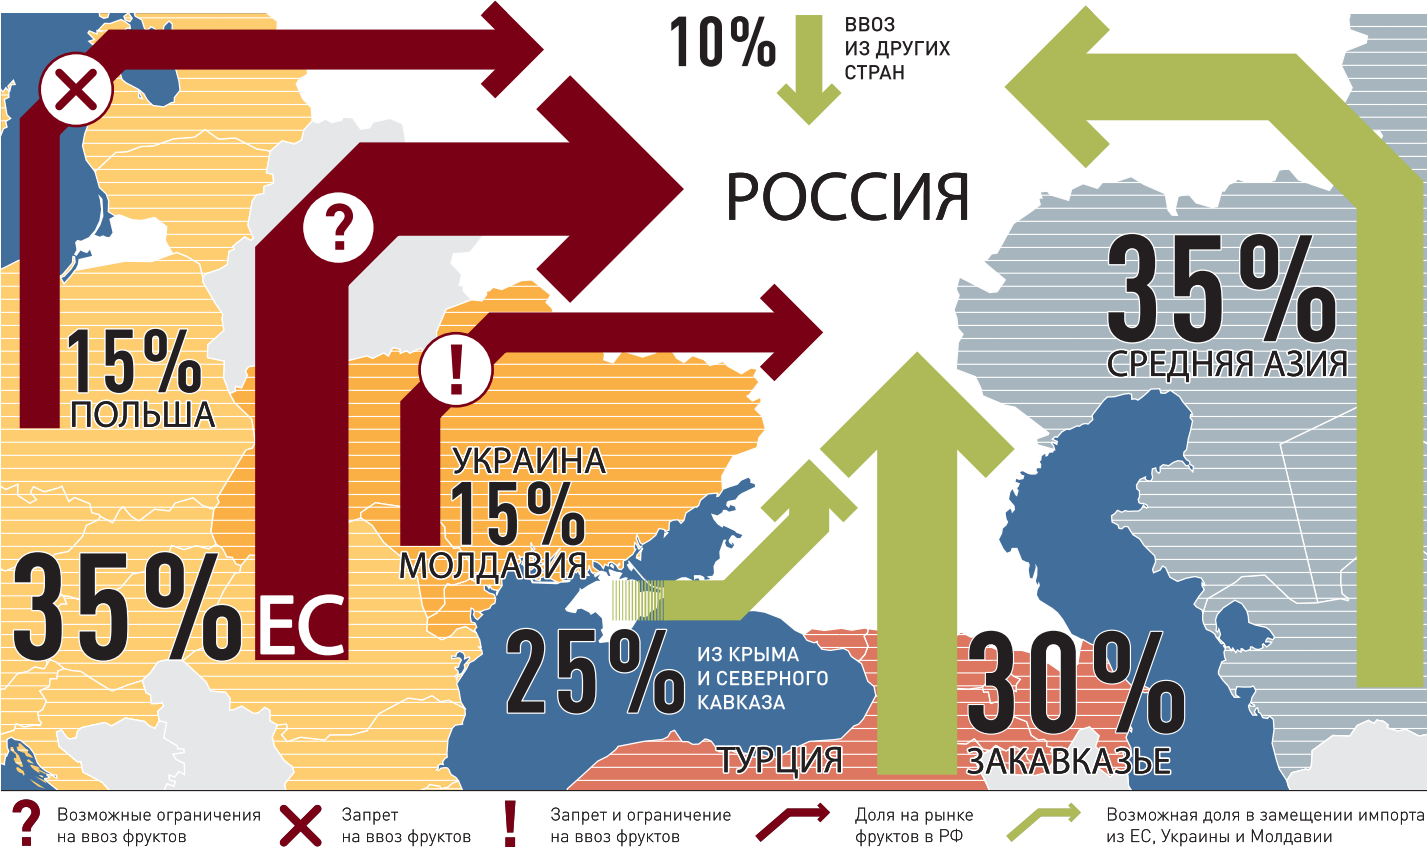 10%
ВВОЗ
ИЗ ДРУГИХ
СТРАН
РОССИЯ
?
35%
СРЕДНЯЯ АЗИЯ
15%
ПОЛЬША
!
УКРАИНА
15%
МОЛДАВИЯ
35% ЕС
25%
ИЗ КРЫМА
И СЕВЕРНОГО
КАВКАЗА
30%
ТУРЦИЯ
ЗАКАВКАЗЬЕ
? Возможные ограничения
на ввоз фруктов
Запрет
на ввоз фруктов
! Запрет и ограничение
на ввоз фруктов
Доля на рынке
фруктов в РФ
Возможная доля в замещении импорта
из ЕС, Украины и Молдавии